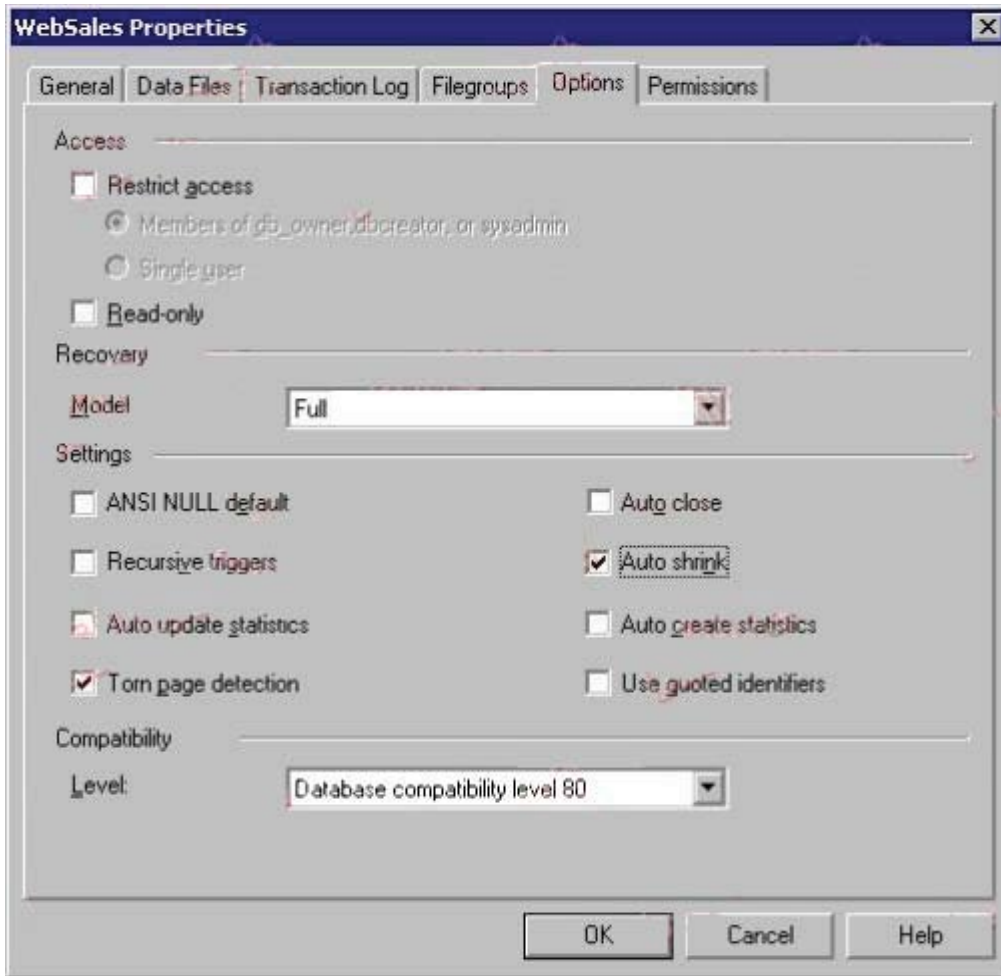 WebSales Properties
General Data Files Transaction Log Filegroups Options Permissions
Access
Restrict access
Members of db_owner,dbcreator, or sysadmin
Single user
Read-only
Recovery
Model Full
Settings
ANSI NULL default Auto close
Recursive triggers Auto shrink
Auto update statistics Auto create statistics
Torn page detection Use quoted identifiers
Compatibility
Level: Database compatibility level 80
OK Cancel Help